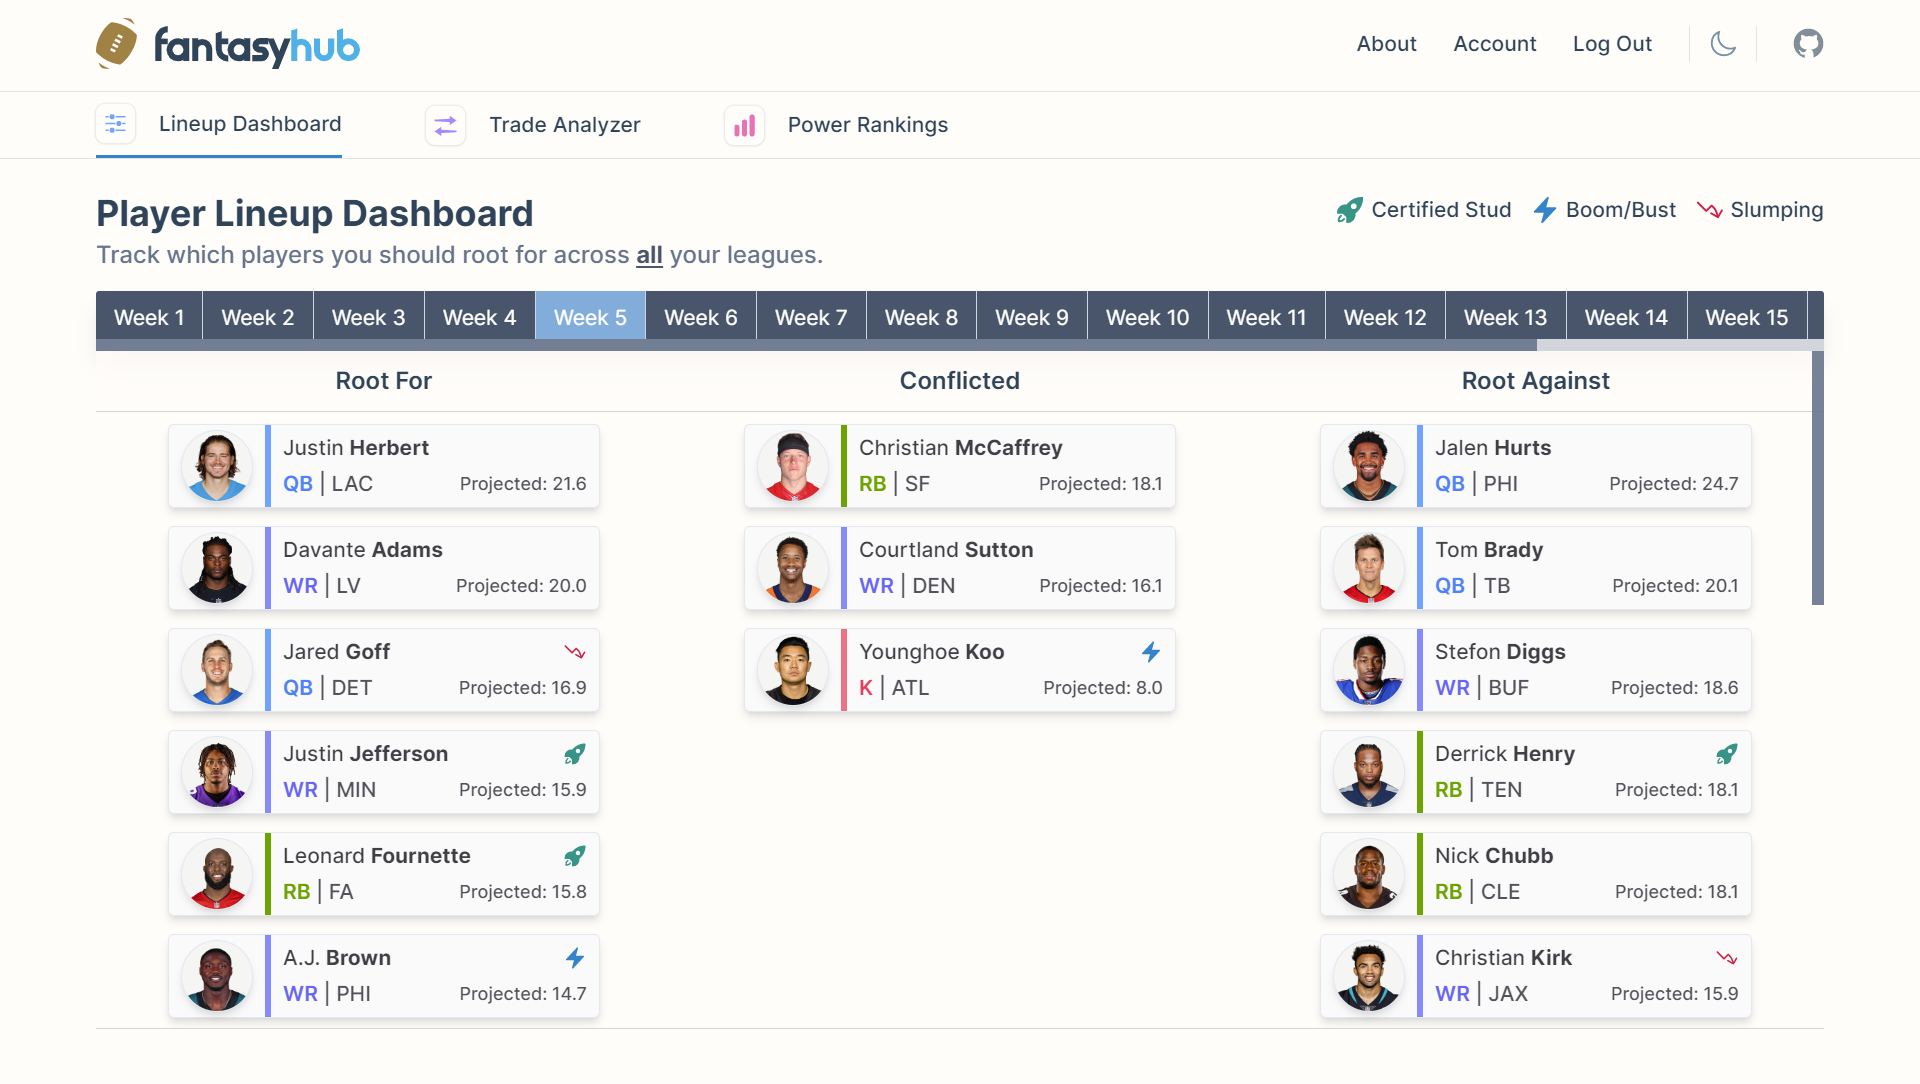 fantasyhub
About
Account
Log Out
Lineup Dashboard
Trade Analyzer
Power Rankings
Player Lineup Dashboard
Track which players you should root for across all your leagues.
Certified Stud
Boom/Bust
Slumping
Week 1
Week 2
Week 3
Week 4
Week 5
Week 6
Week 7
Week 8
Week 9
Week 10
Week 11
Week 12
Week 13
Week 14
Week 15
Root For
Justin Herbert
QB | LAC
Projected: 21.6
Davante Adams
WR | LV
Projected: 20.0
Jared Goff
QB | DET
Projected: 16.9
Justin Jefferson
WR | MIN
Projected: 15.9
Leonard Fournette
RB | FA
Projected: 15.8
A.J. Brown
WR | PHI
Projected: 14.7
Conflicted
Christian McCaffrey
RB | SF
Projected: 18.1
Courtland Sutton
WR | DEN
Projected: 16.1
Younghoe Koo
K | ATL
Projected: 8.0
Root Against
Jalen Hurts
QB | PHI
Projected: 24.7
Tom Brady
QB | TB
Projected: 20.1
Stefon Diggs
WR | BUF
Projected: 18.6
Derrick Henry
RB | TEN
Projected: 18.1
Nick Chubb
RB | CLE
Projected: 18.1
Christian Kirk
WR | JAX
Projected: 15.9